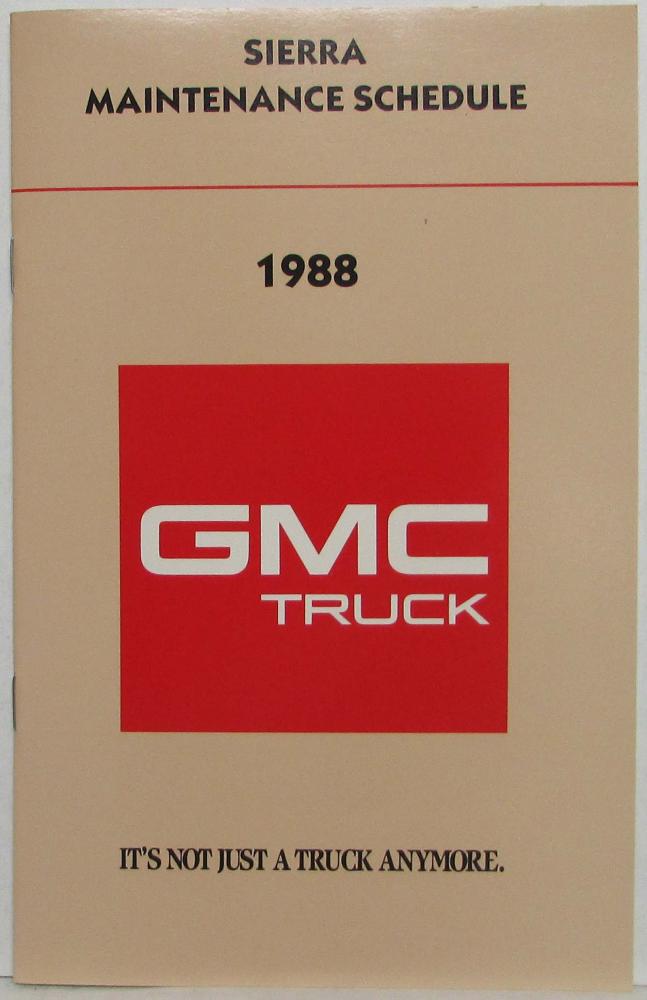 SIERRA
MAINTENANCE SCHEDULE
1988
GMC
TRUCK
IT'S NOT JUST A TRUCK ANYMORE.